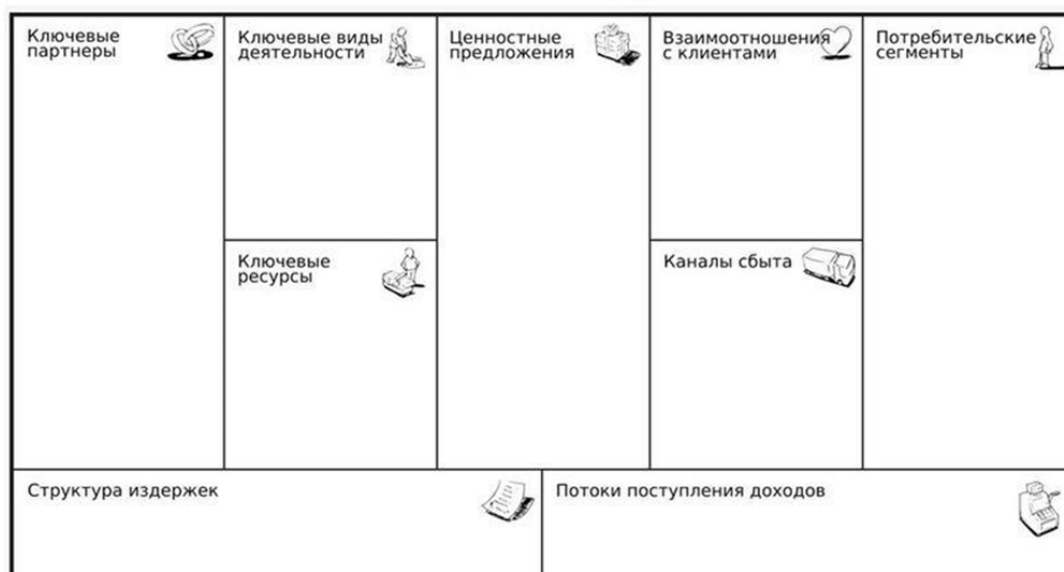 Ключевые
партнеры
Ключевые виды
деятельности
Ценностные
предложения
Взаимоотношения
с клиентами
Потребительские
сегменты
Ключевые
ресурсы
Каналы сбыта
Структура издержек
Потоки поступления доходов